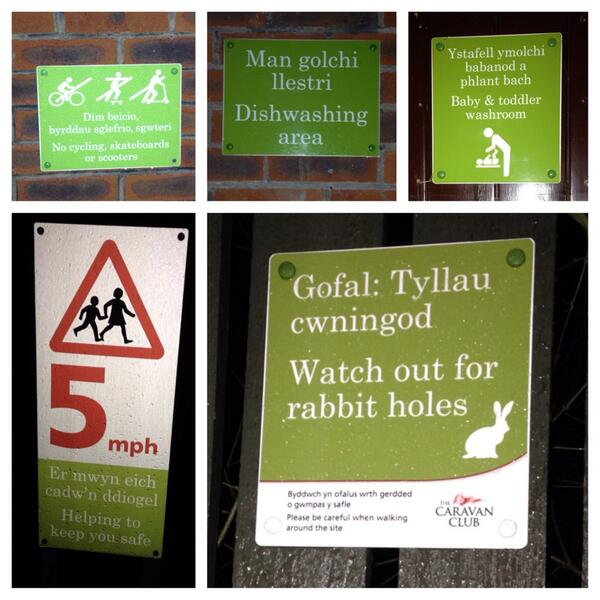 Dim beicio,
byrddau sglefrio, sgwteri
No cycling, skateboards
or scooters
Man golchi
llestri
Dishwashing
area
Ystafell ymolchi
babanod a
phlant bach
Baby & toddler
washroom
5 mph
Er mwyn eich
cadw'n ddiogel
Helping to
keep you safe
Gofal: Tyllau
cwningod
Watch out for
rabbit holes
Byddwch yn ofalus wrth gerdded
o gwmpas y safle
Please be careful when walking
around the site
THE
CARAVAN
CLUB